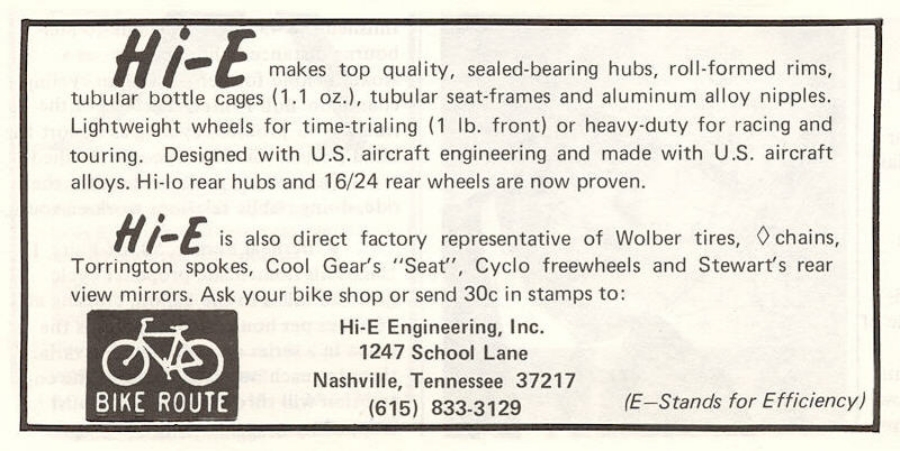 Hi-E makes top quality, sealed-bearing hubs, roll-formed rims,
tubular bottle cages (1.1 oz.), tubular seat-frames and aluminum alloy nipples.
Lightweight wheels for time-trialing (1 lb. front) or heavy-duty for racing and
touring. Designed with U.S. aircraft engineering and made with U.S. aircraft
alloys. Hi-lo rear hubs and 16/24 rear wheels are now proven.
Hi-E is also direct factory representative of Wolber tires, ◊ chains,
Torrington spokes, Cool Gear's "Seat", Cyclo freewheels and Stewart's rear
view mirrors. Ask your bike shop or send 30c in stamps to:
Hi-E Engineering, Inc.
1247 School Lane
Nashville, Tennessee 37217
(615) 833-3129
BIKE ROUTE
(E—Stands for Efficiency)